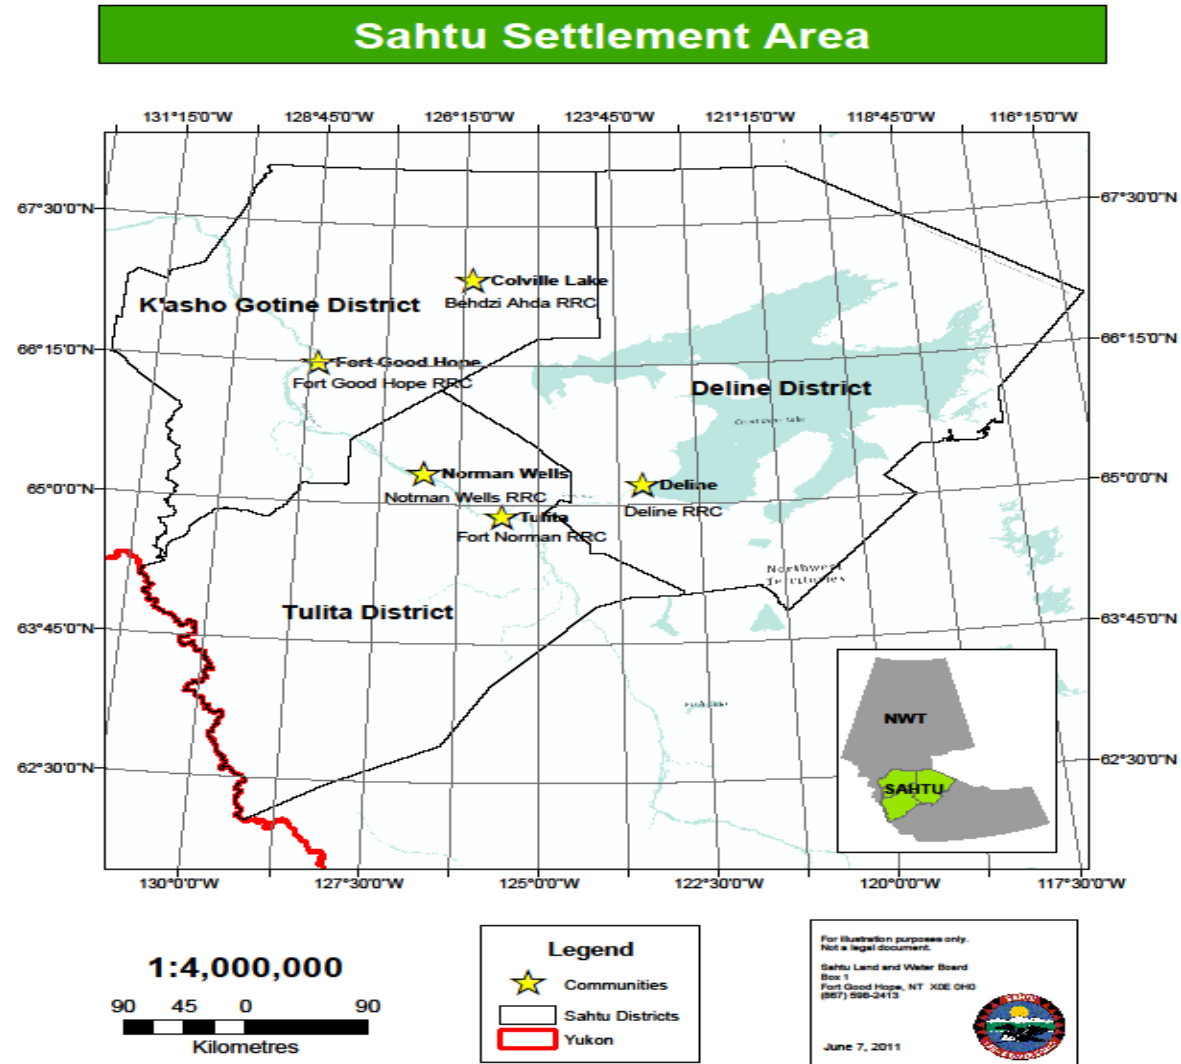 Sahtu Settlement Area
131°15'0"W 128°45'0"W 126°15'0"W 123°45'0"W 121°15'0"W 118°45'0"W 116°15'0"W
67°30'0"N 67°30'0"N
Colville Lake
Behdzi Ahda RRC
K'asho Gotine District
66°15'0"N 66°15'0"N
Fort Good Hope
Fort Good Hope RRC
Deline District
Great Bear Lake
Norman Wells
Notman Wells RRC
65°0'0"N 65°0'0"N
Deline
Deline RRC
Tulita
Fort Norman RRC
Northwest
Territories
Tulita District
63°45'0"N 63°45'0"N
NWT
SAHTU
62°30'0"N 62°30'0"N
130°0'0"W 127°30'0"W 125°0'0"W 122°30'0"W 120°0'0"W 117°30'0"W
1:4,000,000
90 45 0 90
Kilometres
Legend
Communities
Sahtu Districts
Yukon
For illustration purposes only.
Not a legal document.
Sahtu Land and Water Board
Box 1
Fort Good Hope, NT X0E 0H0
(867) 598-2413
June 7, 2011